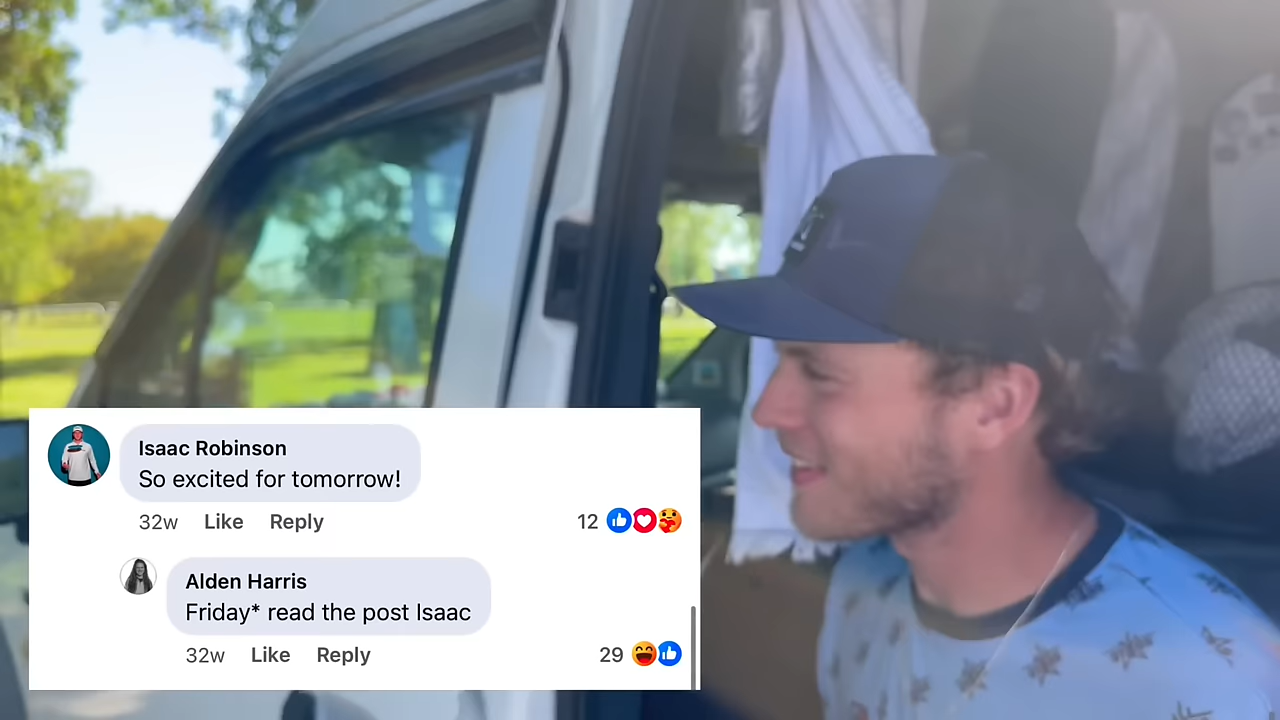 Isaac Robinson
So excited for tomorrow!
32w Like Reply 12
Alden Harris
Friday* read the post Isaac
32w Like Reply 29